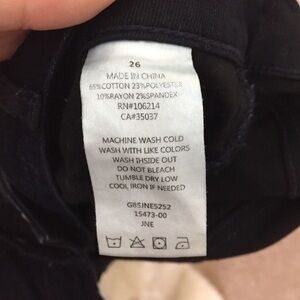 26
MADE IN CHINA
65%COTTON 23%POLYESTER
10%RAYON 2%SPANDEX
RN#106214
CA#35037
MACHINE WASH COLD
WASH WITH LIKE COLORS
WASH INSIDE OUT
DO NOT BLEACH
TUMBLE DRY LOW
COOL IRON IF NEEDED
GBSJNE5252
15473-00
JNE